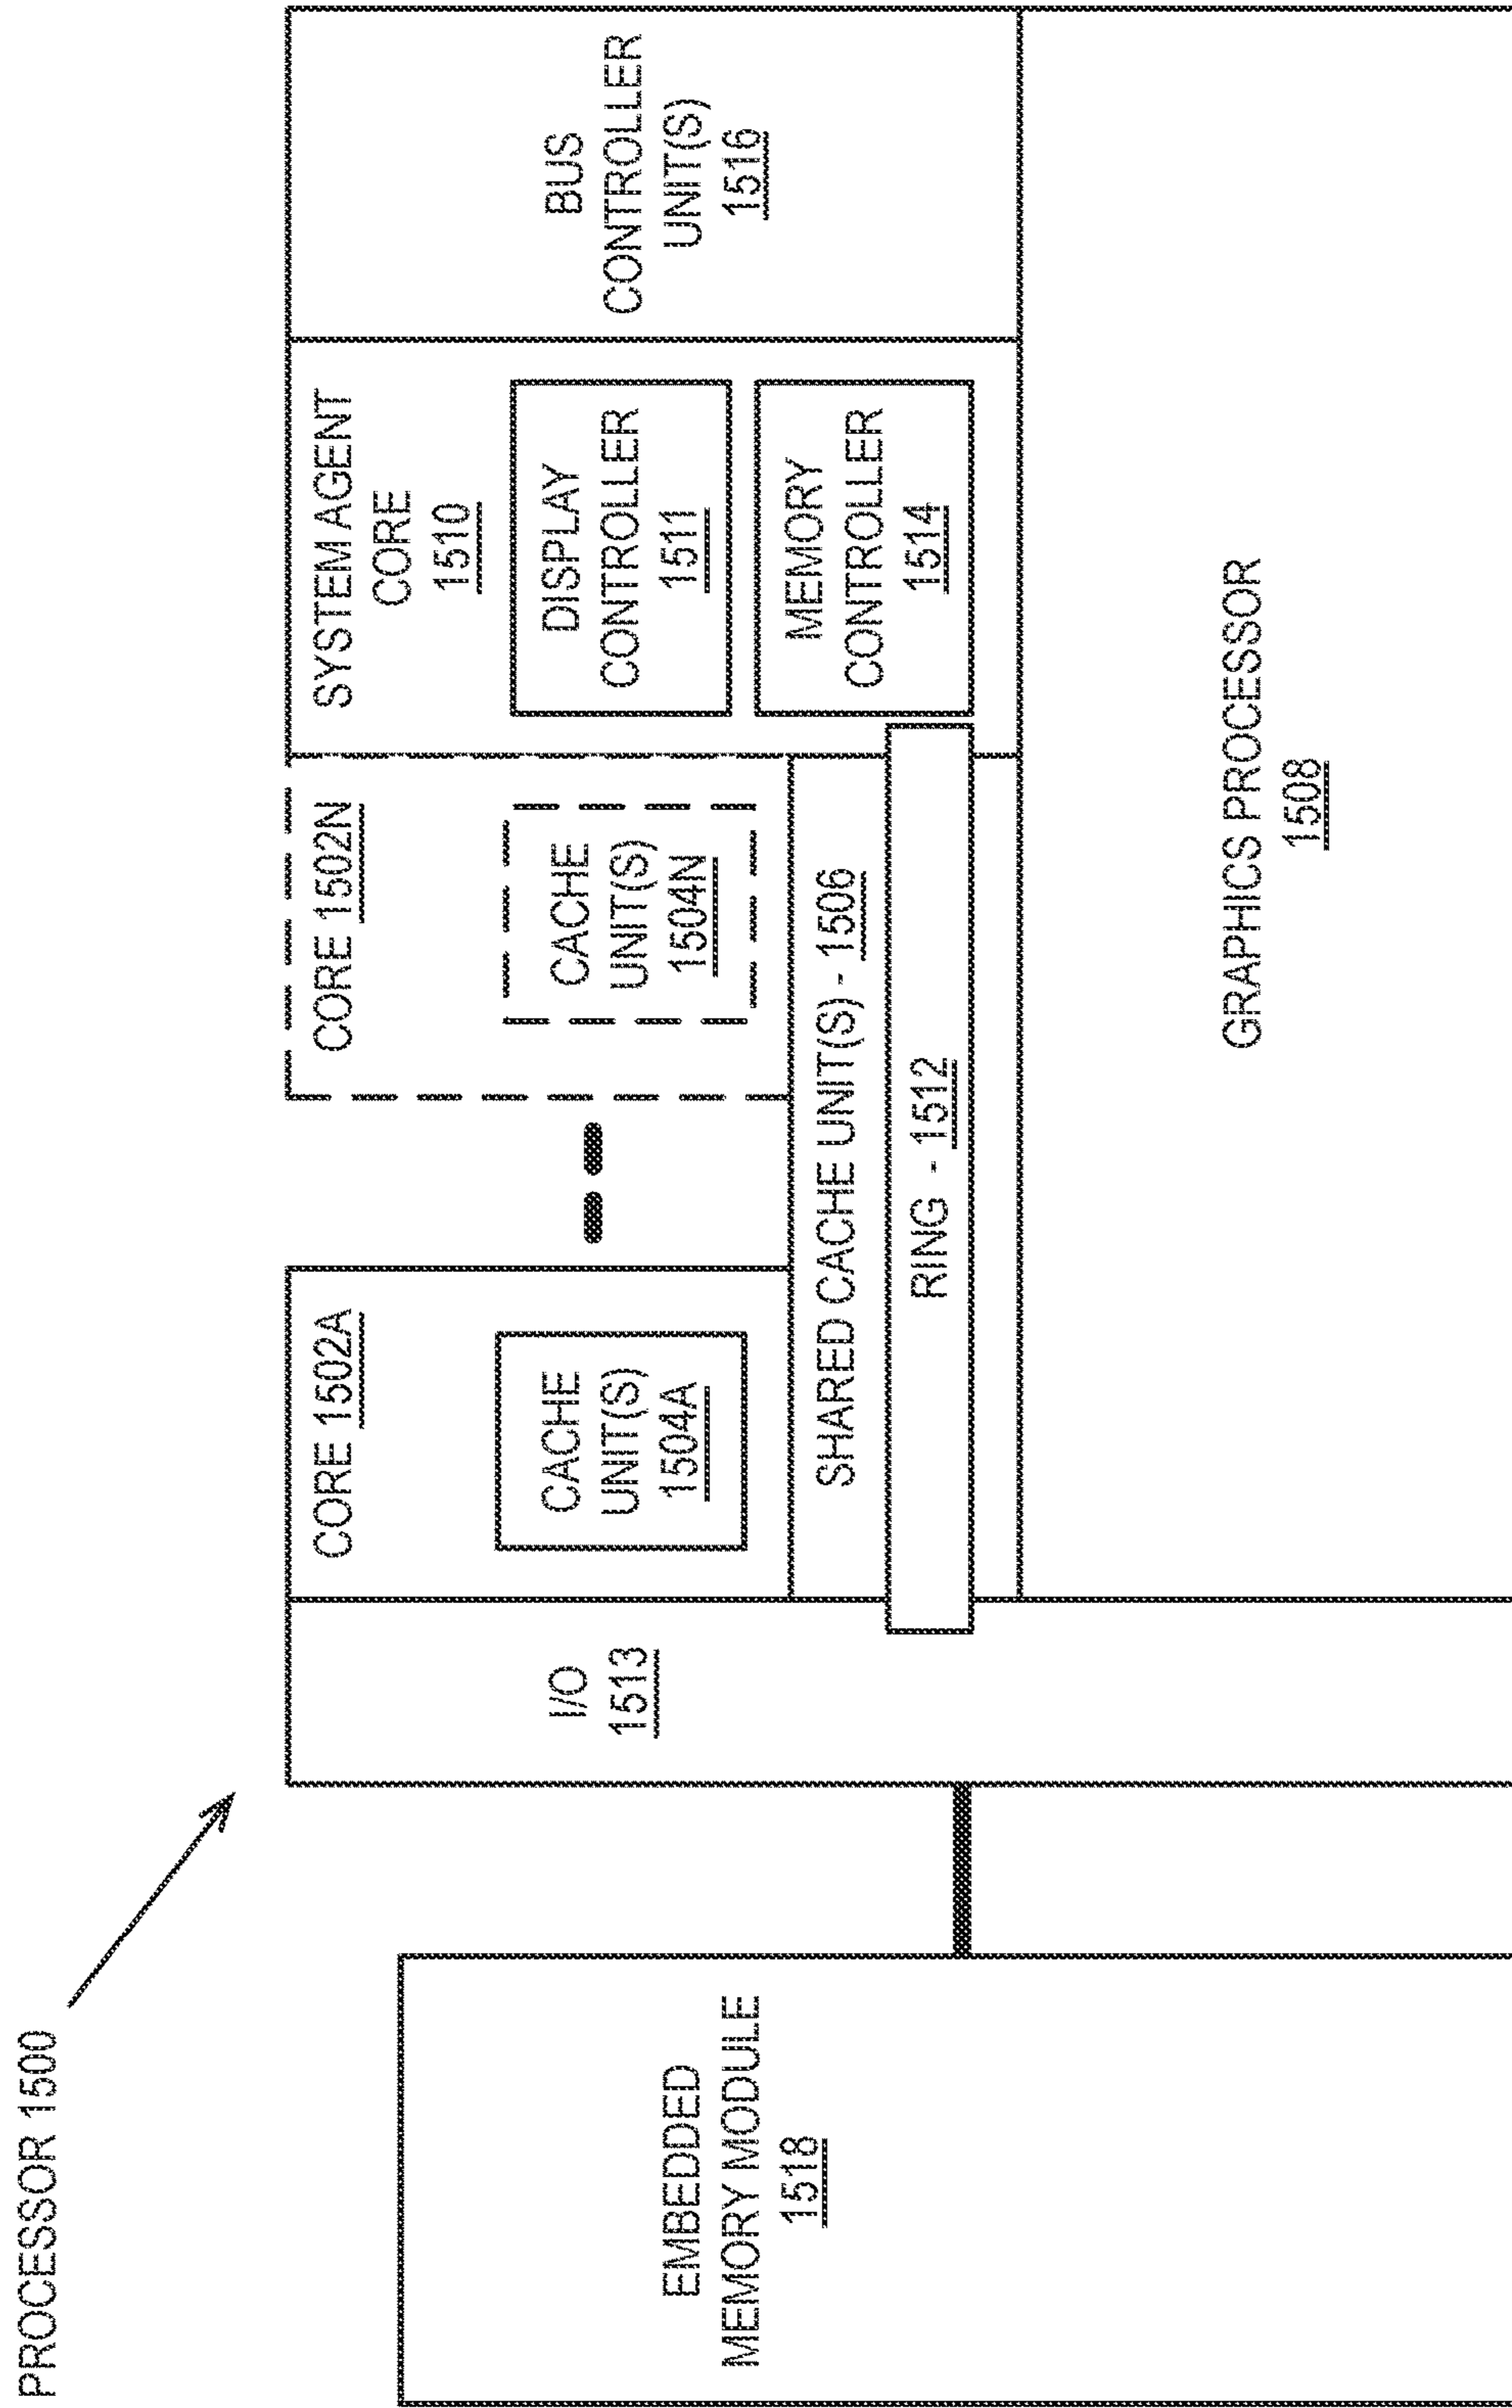 PROCESSOR 1500
CORE 1502A
CACHE
UNIT(S)
1504A
CORE 1502N
CACHE
UNIT(S)
1504N
SYSTEM AGENT
CORE
1510
DISPLAY
CONTROLLER
1511
MEMORY
CONTROLLER
1514
BUS
CONTROLLER
UNIT(S)
1516
I/O
1513
SHARED CACHE UNIT(S) - 1506
RING - 1512
EMBEDDED
MEMORY MODULE
1518
GRAPHICS PROCESSOR
1508